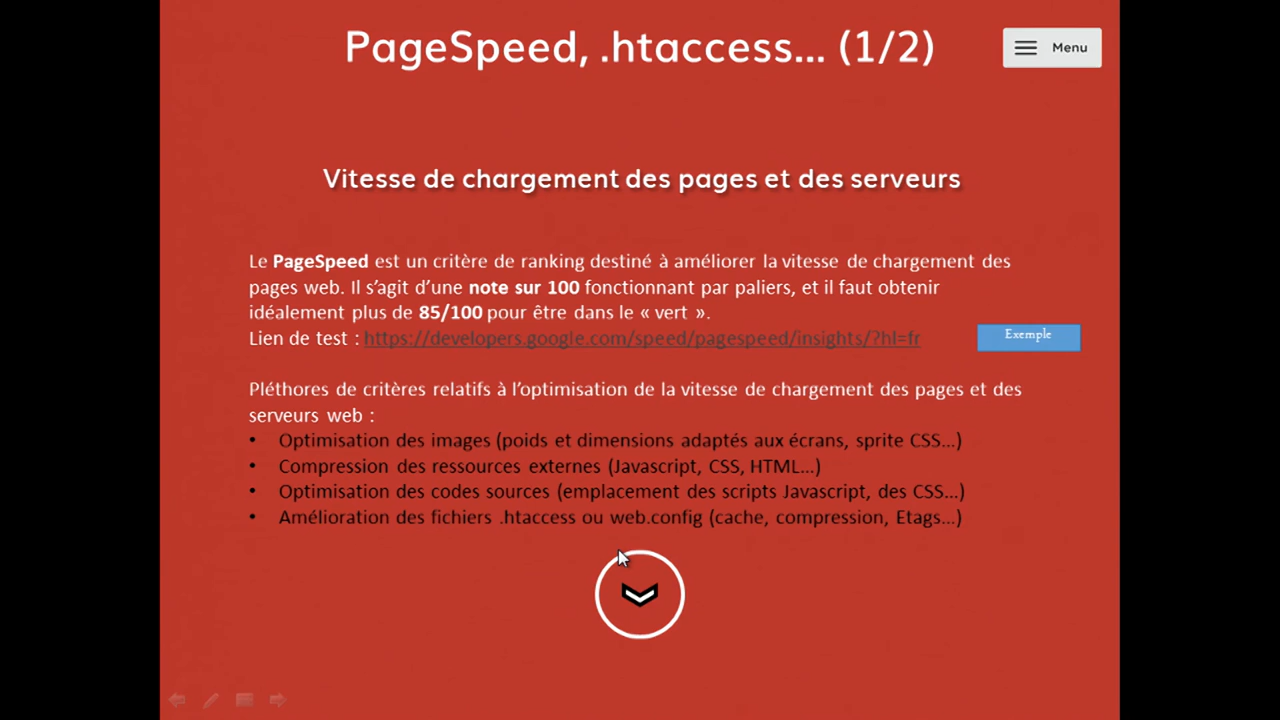 PageSpeed, .htaccess... (1/2)
Menu
Vitesse de chargement des pages et des serveurs
Le PageSpeed est un critère de ranking destiné à améliorer la vitesse de chargement des
pages web. Il s’agit d’une note sur 100 fonctionnant par paliers, et il faut obtenir
idéalement plus de 85/100 pour être dans le « vert ».
Lien de test : https://developers.google.com/speed/pagespeed/insights/?hl=fr
Exemple
Pléthores de critères relatifs à l’optimisation de la vitesse de chargement des pages et des
serveurs web :
• Optimisation des images (poids et dimensions adaptés aux écrans, sprite CSS...)
• Compression des ressources externes (Javascript, CSS, HTML...)
• Optimisation des codes sources (emplacement des scripts Javascript, des CSS...)
• Amélioration des fichiers .htaccess ou web.config (cache, compression, Etags...)